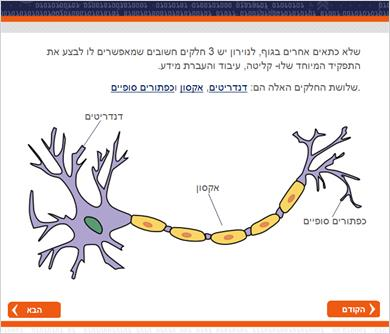 שלא כתאים אחרים בגוף, לנוירון יש 3 חלקים חשובים שמאפשרים לו לבצע את
התפקיד המיוחד שלו- קליטה, עיבוד והעברת מידע.
שלושת החלקים האלה הם: דנדריטים, אקסון וכפתורים סופיים.
דנדריטים
אקסון
כפתורים סופיים
הקודם
הבא